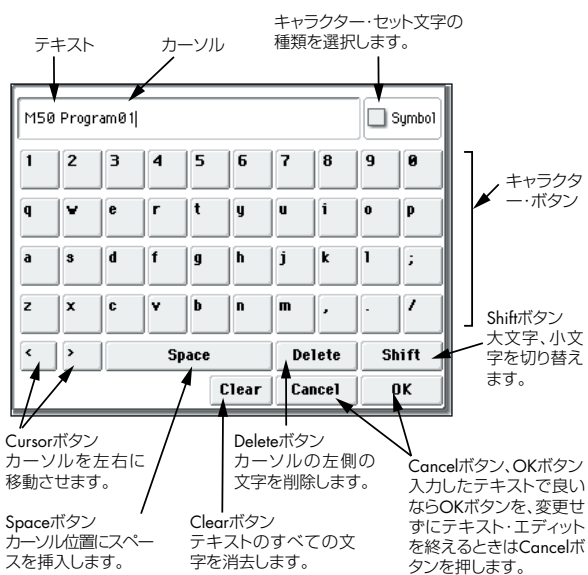 キャラクター・セット文字の
種類を選択します。
テキスト
カーソル
M50 Program01
Symbol
1 2 3 4 5 6 7 8 9 0
q w e r t y u i o p
a s d f g h j k l ;
z x c v b n m , . /
< > Space Delete Shift
Clear Cancel OK
キャラクタ
ー・ボタン
Shiftボタン
大文字、小文
字を切り替え
ます。
Cursorボタン
カーソルを左右に
移動させます。
Deleteボタン
カーソルの左側の
文字を削除します。
Cancelボタン、OKボタン
入力したテキストで良い
ならOKボタンを、変更せ
ずにテキスト・エディット
を終えるときはCancelボ
タンを押します。
Spaceボタン
カーソル位置にスペー
スを挿入します。
Clearボタン
テキストのすべての文
字を消去します。